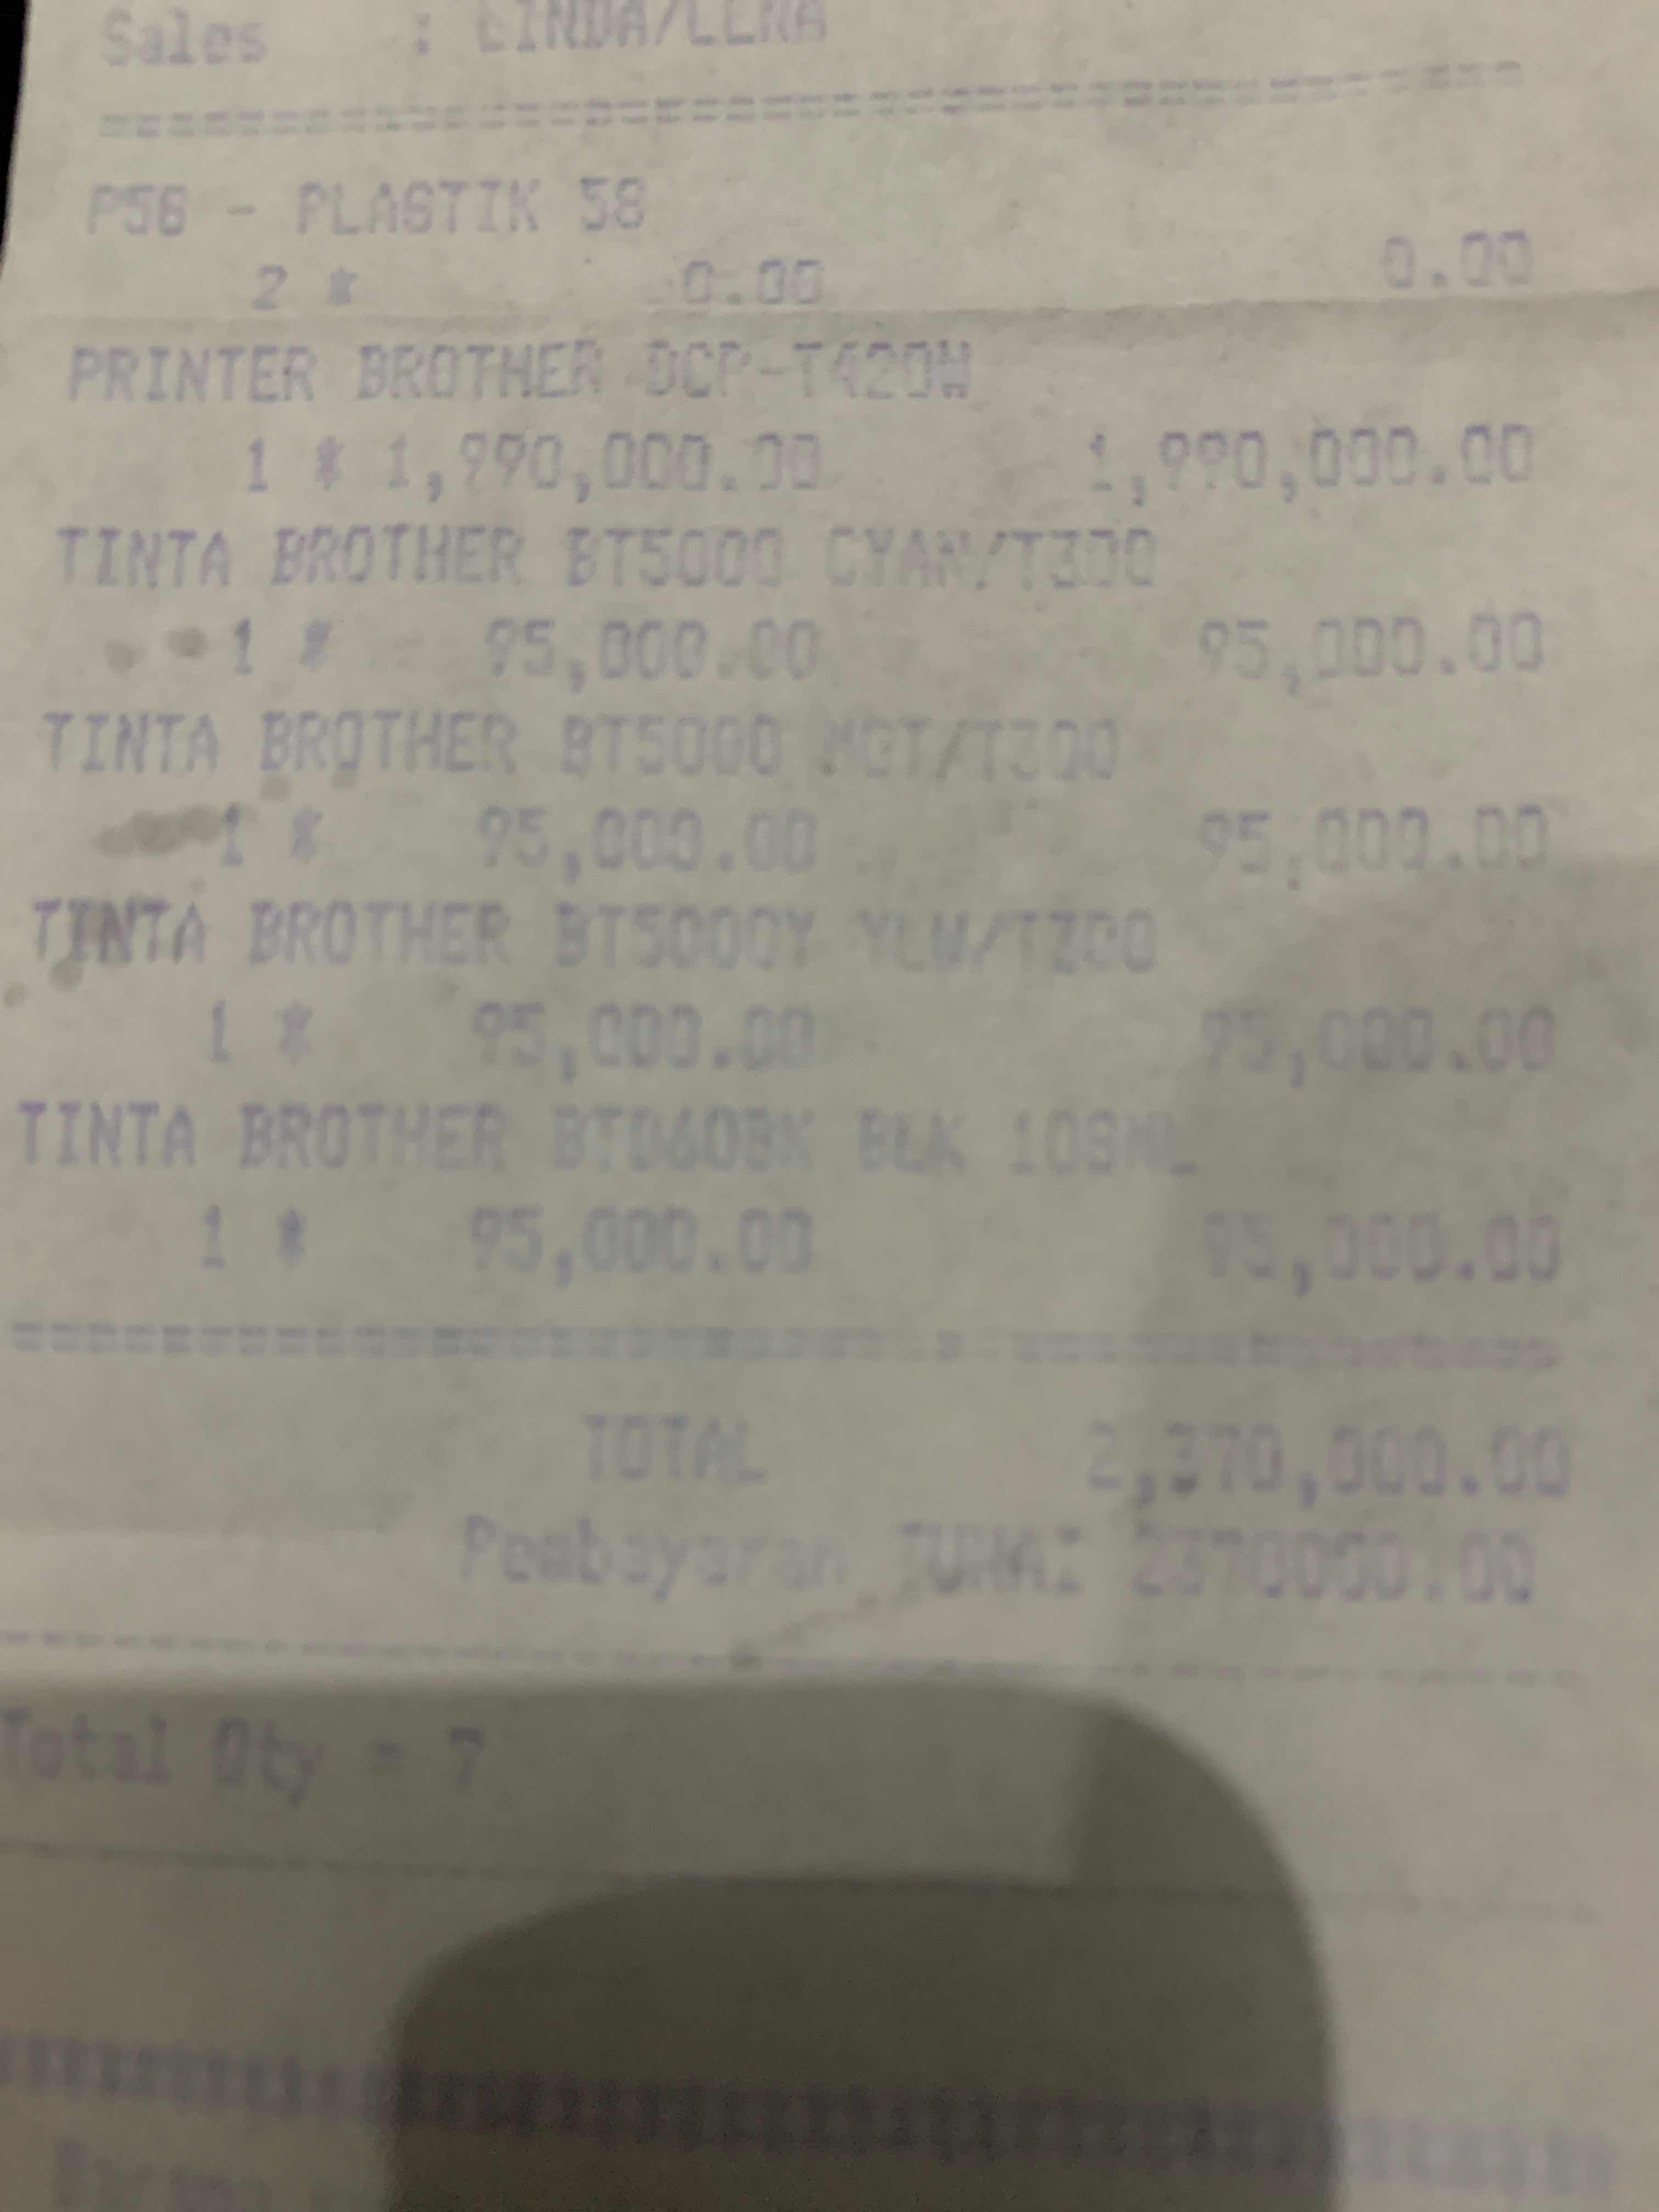 Sales : LINDA/LLNA
================================
P58 - PLASTIK 58
2 * 0.00 0.00
PRINTER BROTHER DCP-T420W
1 * 1,990,000.00 1,990,000.00
TINTA BROTHER BT5000 CYAN/T300
1 * 95,000.00 95,000.00
TINTA BROTHER BT5000 MGT/T300
1 * 95,000.00 95,000.00
TINTA BROTHER BT5000Y YLW/T300
1 * 95,000.00 95,000.00
TINTA BROTHER BTD60BK BLK 108ML
1 * 95,000.00 95,000.00
================================
TOTAL 2,370,000.00
Pembayaran TUNAI 2370000.00
Total Qty = 7